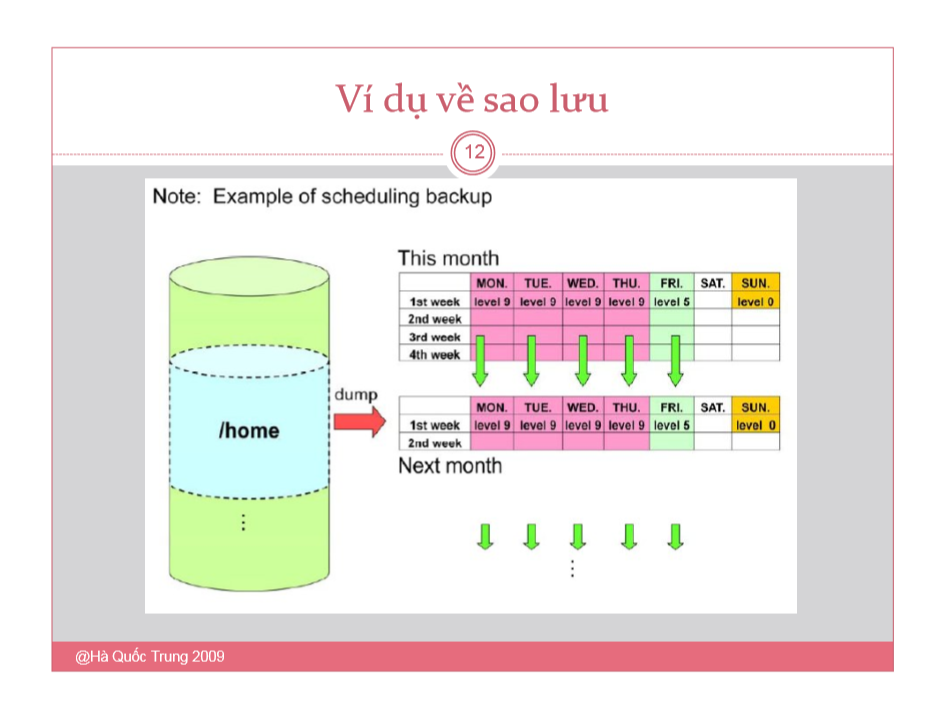 Ví dụ về sao lưu
12
Note: Example of scheduling backup
This month
MON. TUE. WED. THU. FRI. SAT. SUN.
1st week level 9 level 9 level 9 level 9 level 5 level 0
2nd week
3rd week
4th week
dump
/home
MON. TUE. WED. THU. FRI. SAT. SUN.
1st week level 9 level 9 level 9 level 9 level 5 level 0
2nd week
Next month
@Hà Quốc Trung 2009